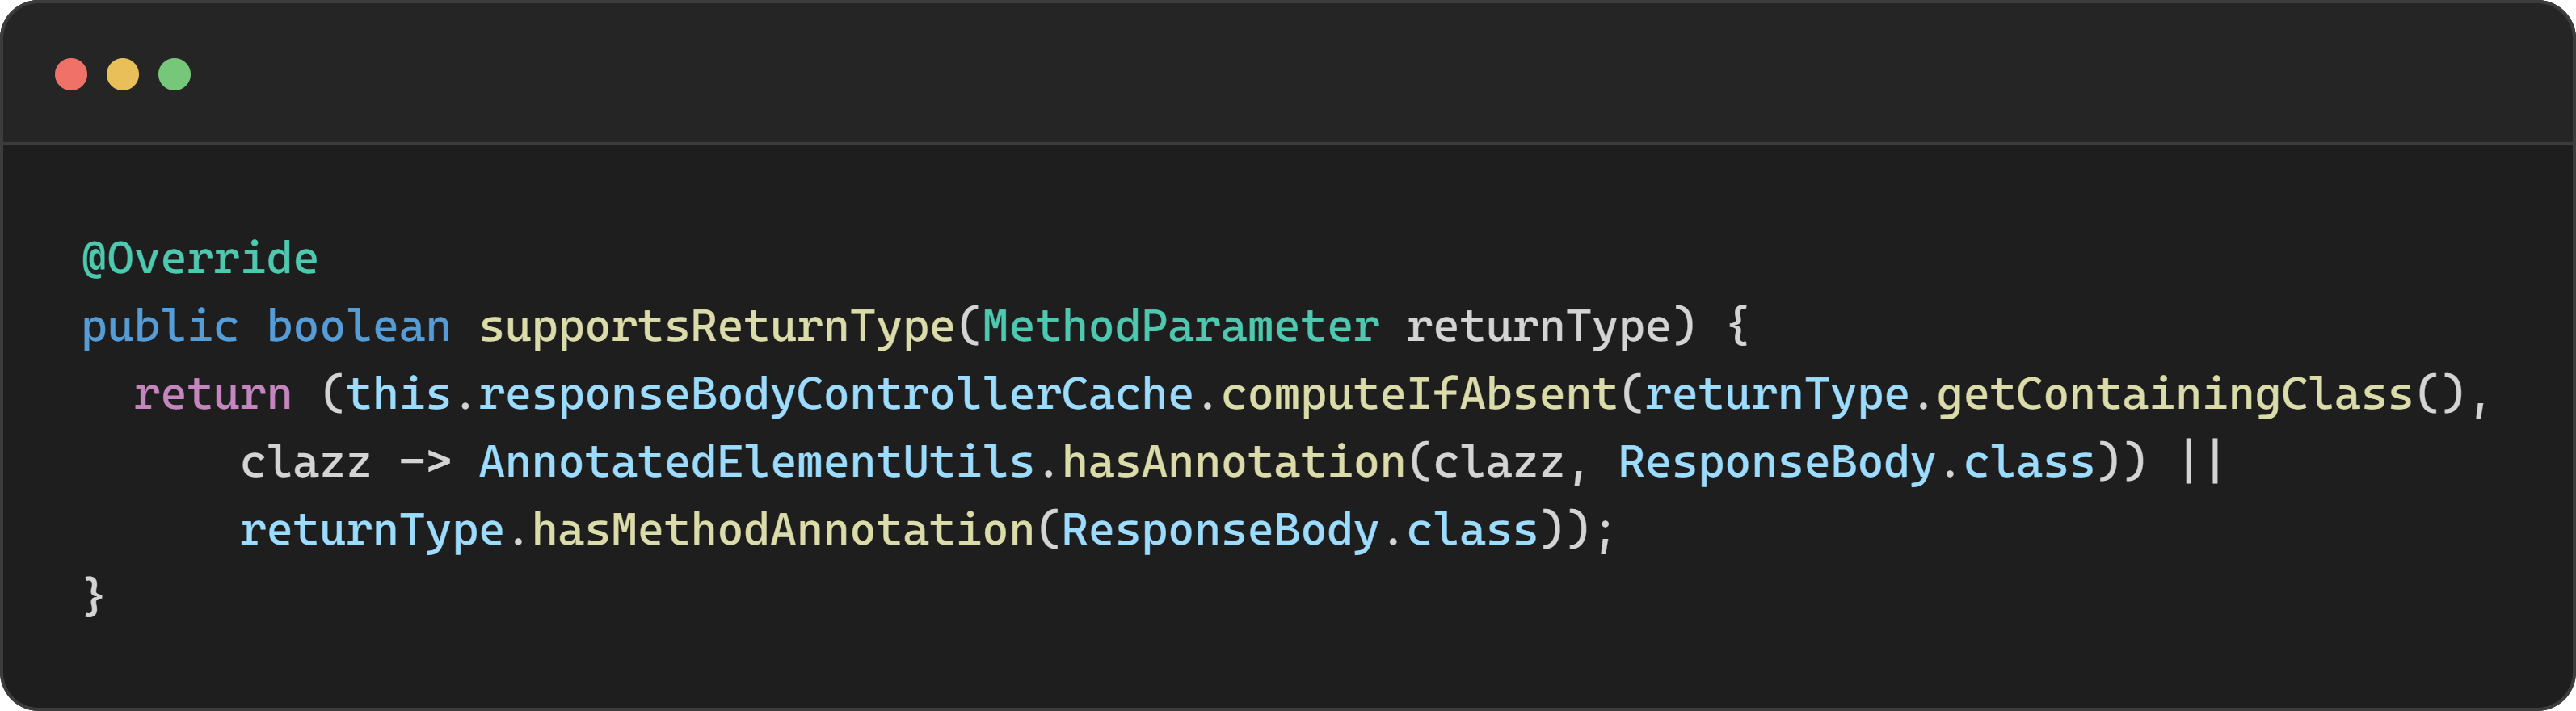 @Override
public boolean supportsReturnType(MethodParameter returnType) {
  return (this.responseBodyControllerCache.computeIfAbsent(returnType.getContainingClass(),
      clazz -> AnnotatedElementUtils.hasAnnotation(clazz, ResponseBody.class)) ||
      returnType.hasMethodAnnotation(ResponseBody.class));
}